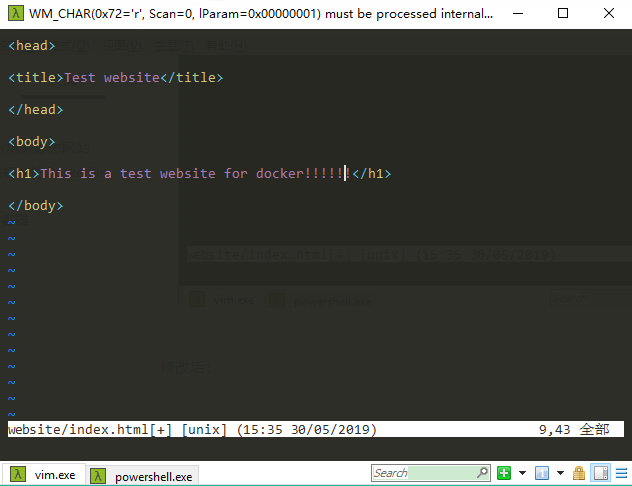 WM_CHAR(0x72='r', Scan=0, lParam=0x00000001) must be processed internal...
<head>
<title>Test website</title>
</head>
<body>
<h1>This is a test website for docker!!!!!!</h1>
</body>
~
~
~
~
~
~
~
~
~
~
~
~
~
website/index.html[+] [unix] (15:35 30/05/2019) 9,43 全部
vim.exe powershell.exe Search